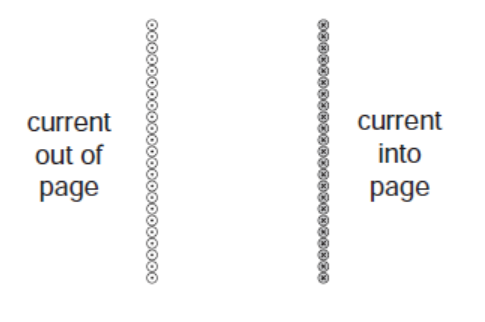 current
out of
page
current
into
page